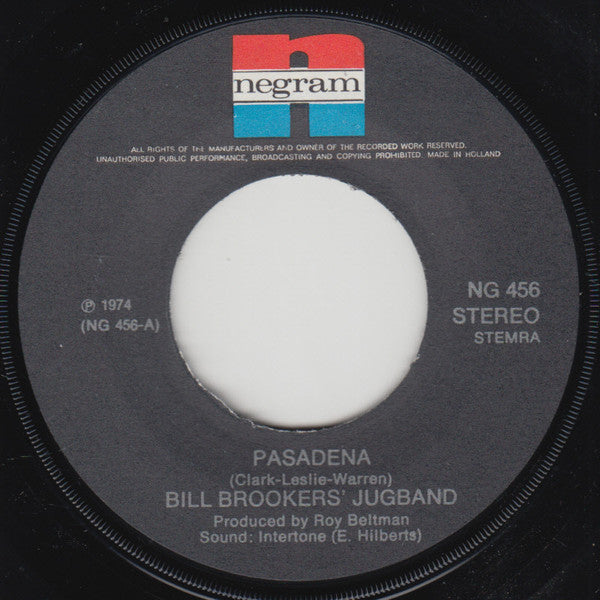 negram
ALL RIGHTS OF THE MANUFACTURERS AND OWNER OF THE RECORDED WORK RESERVED.
UNAUTHORISED PUBLIC PERFORMANCE, BROADCASTING AND COPYING PROHIBITED. MADE IN HOLLAND
℗ 1974
(NG 456-A)
NG 456
STEREO
STEMRA
PASADENA
(Clark-Leslie-Warren)
BILL BROOKERS' JUGBAND
Produced by Roy Beltman
Sound: Intertone (E. Hilberts)